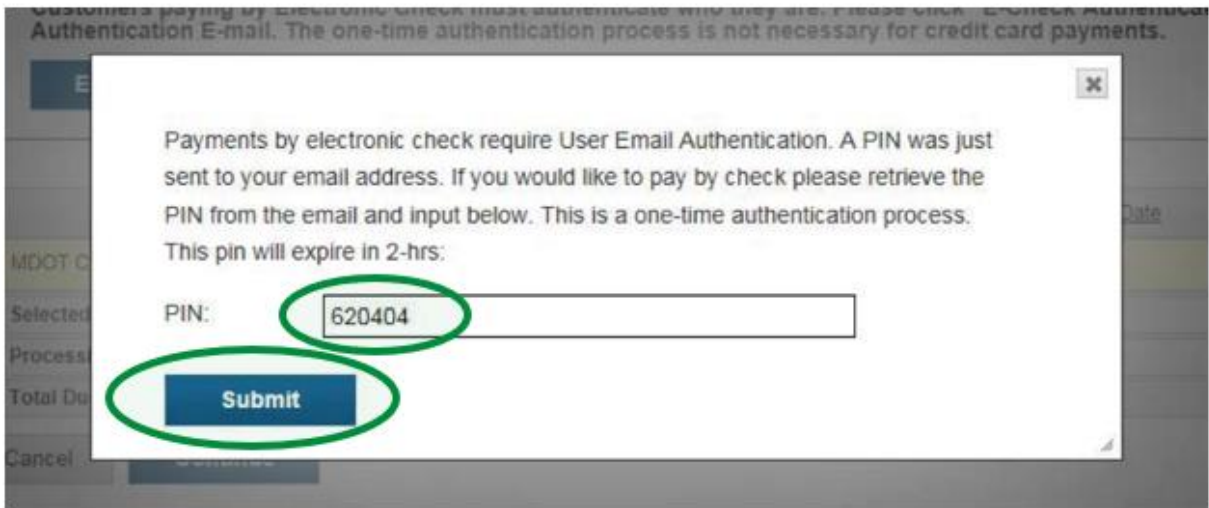 Customers paying by Electronic Check must authenticate who they are. Please click "E-Check
Authentication E-mail. The one-time authentication process is not necessary for credit card payments.
Payments by electronic check require User Email Authentication. A PIN was just
sent to your email address. If you would like to pay by check please retrieve the
PIN from the email and input below. This is a one-time authentication process.
This pin will expire in 2-hrs:
Date
MDOT
Selected
PIN:
620404
Total
Submit
Cancel
Continue